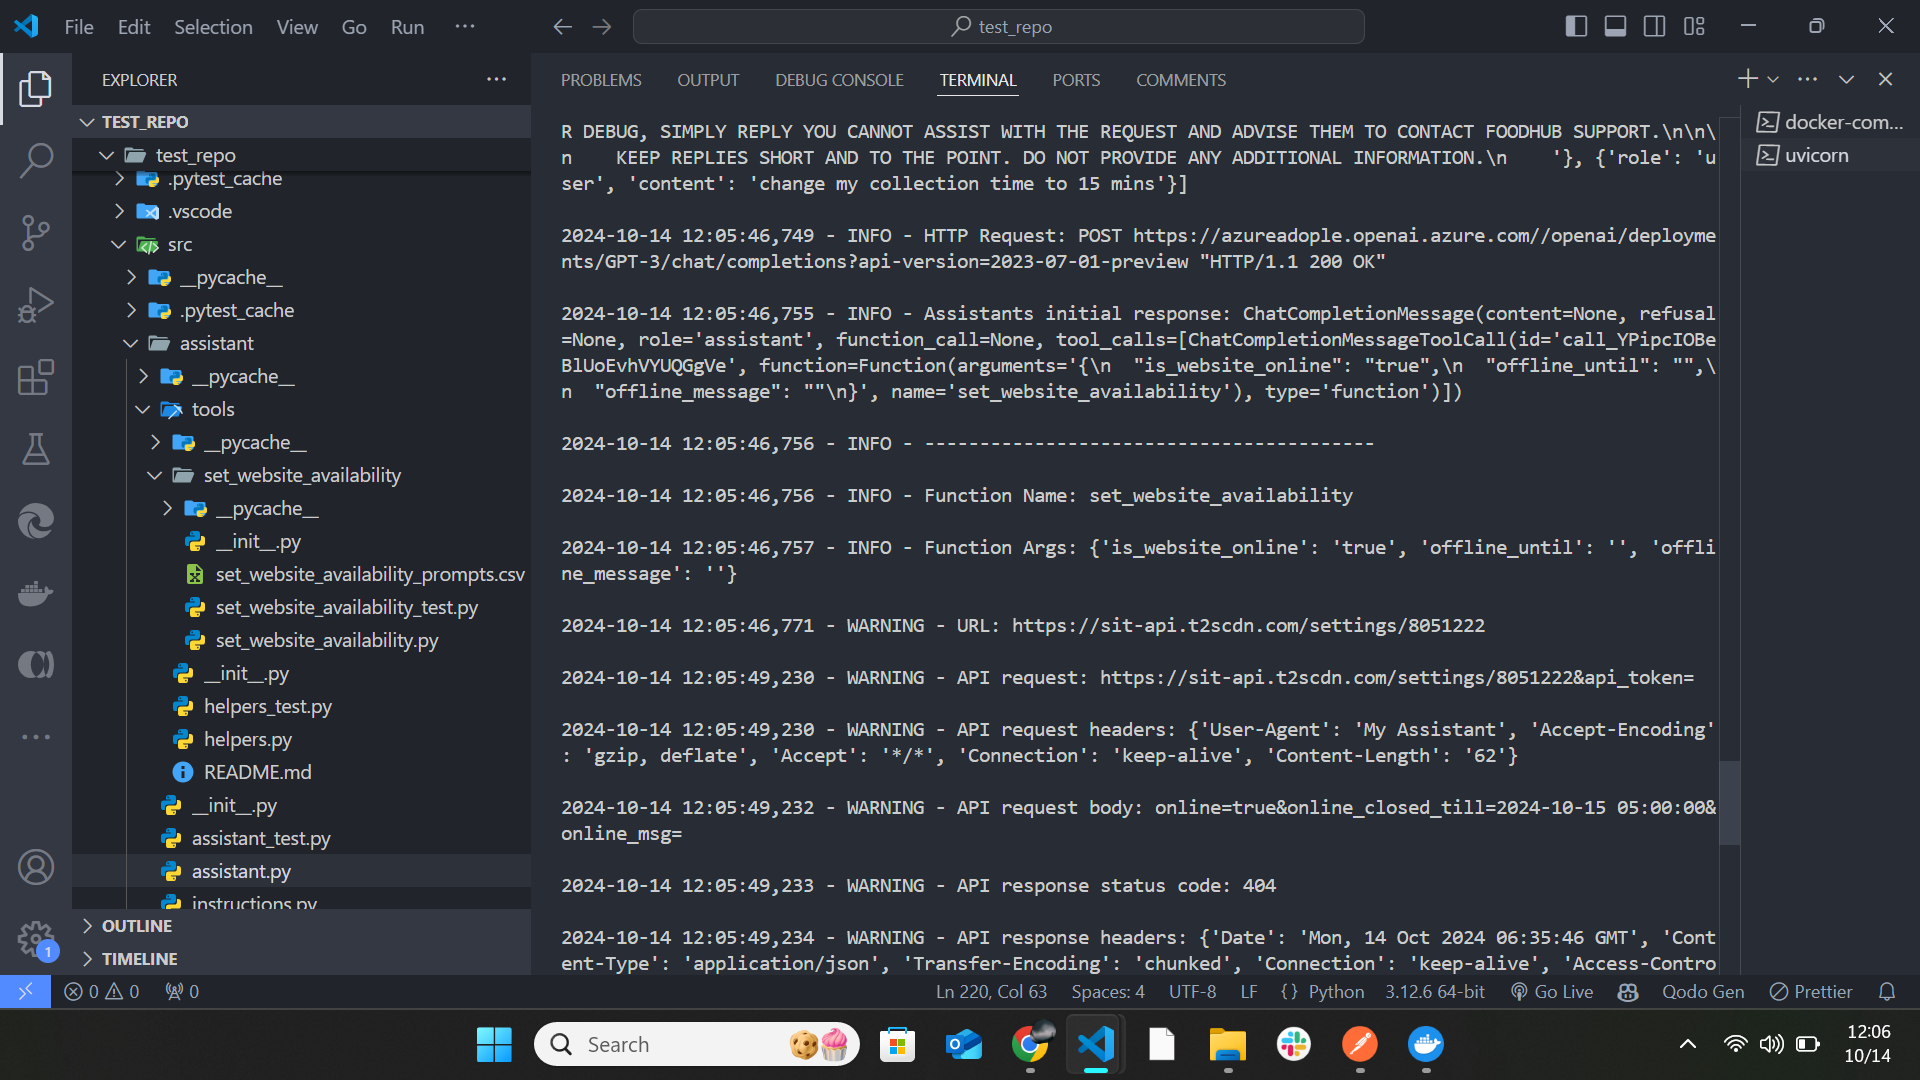 File Edit Selection View Go Run ···
test_repo
EXPLORER
TEST_REPO
test_repo
.pytest_cache
.vscode
src
__pycache__
.pytest_cache
assistant
__pycache__
tools
__pycache__
set_website_availability
__pycache__
__init__.py
set_website_availability_prompts.csv
set_website_availability_test.py
set_website_availability.py
__init__.py
helpers_test.py
helpers.py
README.md
__init__.py
assistant_test.py
assistant.py
instructions.py
OUTLINE
TIMELINE
PROBLEMS OUTPUT DEBUG CONSOLE TERMINAL PORTS COMMENTS
R DEBUG, SIMPLY REPLY YOU CANNOT ASSIST WITH THE REQUEST AND ADVISE THEM TO CONTACT FOODHUB SUPPORT.\n\n\
n    KEEP REPLIES SHORT AND TO THE POINT. DO NOT PROVIDE ANY ADDITIONAL INFORMATION.\n    '}, {'role': 'u
ser', 'content': 'change my collection time to 15 mins'}]
2024-10-14 12:05:46,749 - INFO - HTTP Request: POST https://azureadople.openai.azure.com//openai/deployme
nts/GPT-3/chat/completions?api-version=2023-07-01-preview "HTTP/1.1 200 OK"
2024-10-14 12:05:46,755 - INFO - Assistants initial response: ChatCompletionMessage(content=None, refusal
=None, role='assistant', function_call=None, tool_calls=[ChatCompletionMessageToolCall(id='call_YPipcIOBe
BlUoEvhVYUQGgVe', function=Function(arguments='{\n  "is_website_online": "true",\n  "offline_until": "",\
n  "offline_message": ""\n}', name='set_website_availability'), type='function')])
2024-10-14 12:05:46,756 - INFO - -----------------------------------------
2024-10-14 12:05:46,756 - INFO - Function Name: set_website_availability
2024-10-14 12:05:46,757 - INFO - Function Args: {'is_website_online': 'true', 'offline_until': '', 'offli
ne_message': ''}
2024-10-14 12:05:46,771 - WARNING - URL: https://sit-api.t2scdn.com/settings/8051222
2024-10-14 12:05:49,230 - WARNING - API request: https://sit-api.t2scdn.com/settings/8051222&api_token=
2024-10-14 12:05:49,230 - WARNING - API request headers: {'User-Agent': 'My Assistant', 'Accept-Encoding'
: 'gzip, deflate', 'Accept': '*/*', 'Connection': 'keep-alive', 'Content-Length': '62'}
2024-10-14 12:05:49,232 - WARNING - API request body: online=true&online_closed_till=2024-10-15 05:00:00&
online_msg=
2024-10-14 12:05:49,233 - WARNING - API response status code: 404
2024-10-14 12:05:49,234 - WARNING - API response headers: {'Date': 'Mon, 14 Oct 2024 06:35:46 GMT', 'Cont
ent-Type': 'application/json', 'Transfer-Encoding': 'chunked', 'Connection': 'keep-alive', 'Access-Contro
docker-com...
uvicorn
1
0 0 0
Ln 220, Col 63 Spaces: 4 UTF-8 LF {} Python 3.12.6 64-bit Go Live Qodo Gen Prettier
Search
12:06
10/14